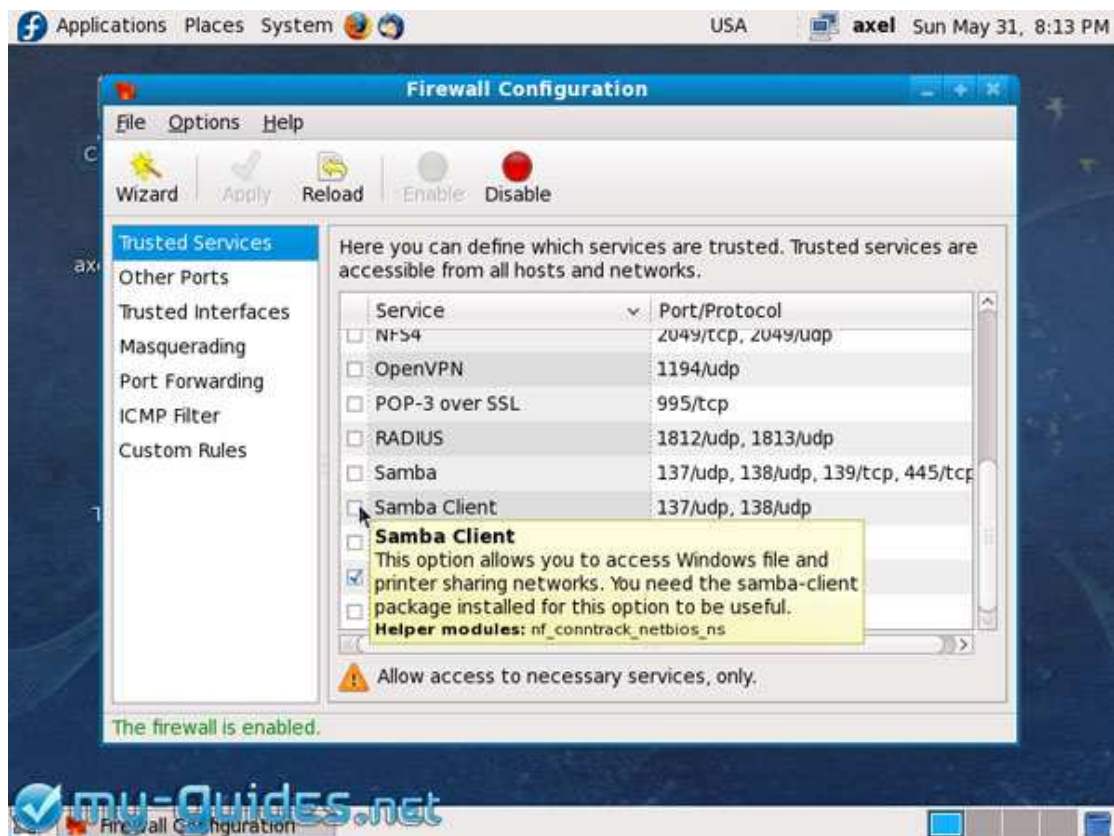 Applications Places System USA axel Sun May 31, 8:13 PM
Firewall Configuration
File Options Help
Wizard Apply Reload Enable Disable
Trusted Services
Other Ports
Trusted Interfaces
Masquerading
Port Forwarding
ICMP Filter
Custom Rules
Here you can define which services are trusted. Trusted services are
accessible from all hosts and networks.
Service Port/Protocol
NFS4 2049/tcp, 2049/udp
OpenVPN 1194/udp
POP-3 over SSL 995/tcp
RADIUS 1812/udp, 1813/udp
Samba 137/udp, 138/udp, 139/tcp, 445/tcp
Samba Client 137/udp, 138/udp
Samba Client
This option allows you to access Windows file and
printer sharing networks. You need the samba-client
package installed for this option to be useful.
Helper modules: nf_conntrack_netbios_ns
Allow access to necessary services, only.
The firewall is enabled.
my-guides.net
Firewall Configuration